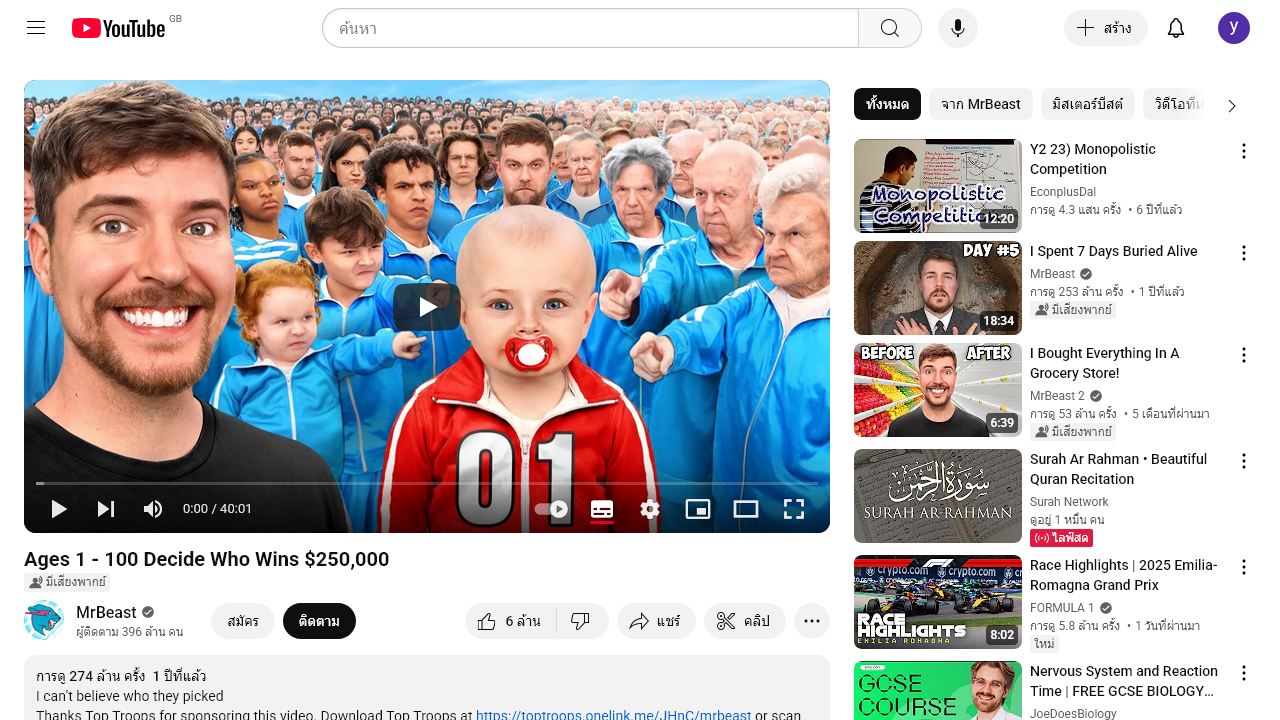 YouTube GB
ค้นหา
สร้าง
y
01
0:00 / 40:01
Ages 1 - 100 Decide Who Wins $250,000
มีเสียงพากย์
MrBeast
ผู้ติดตาม 396 ล้าน คน
สมัคร
ติดตาม
6 ล้าน
แชร์
คลิป
การดู 274 ล้าน ครั้ง 1 ปีที่แล้ว
I can't believe who they picked
Thanks Top Troops for sponsoring this video. Download Top Troops at https://toptroops.onelink.me/JHnC/mrbeast or scan
ทั้งหมด
จาก MrBeast
มิสเตอร์บีสต์
วิดีโอที่เ
Monopolistic
Competition
12:20
Y2 23) Monopolistic
Competition
EconplusDal
การดู 4.3 แสน ครั้ง • 6 ปีที่แล้ว
DAY #5
18:34
I Spent 7 Days Buried Alive
MrBeast
การดู 253 ล้าน ครั้ง • 1 ปีที่แล้ว
มีเสียงพากย์
BEFORE AFTER
6:39
I Bought Everything In A
Grocery Store!
MrBeast 2
การดู 53 ล้าน ครั้ง • 5 เดือนที่ผ่านมา
มีเสียงพากย์
سُورَةُ الرَّحْمَٰن
SURAH AR-RAHMAN
Surah Ar Rahman • Beautiful
Quran Recitation
Surah Network
ดูอยู่ 1 หมื่น คน
ไลฟ์สด
crypto.com crypto.com
RACE
HIGHLIGHTS
EMILIA ROMAGNA
8:02
Race Highlights | 2025 Emilia-
Romagna Grand Prix
FORMULA 1
การดู 5.8 ล้าน ครั้ง • 1 วันที่ผ่านมา
ใหม่
GCSE
COURSE
Nervous System and Reaction
Time | FREE GCSE BIOLOGY…
JoeDoesBiology